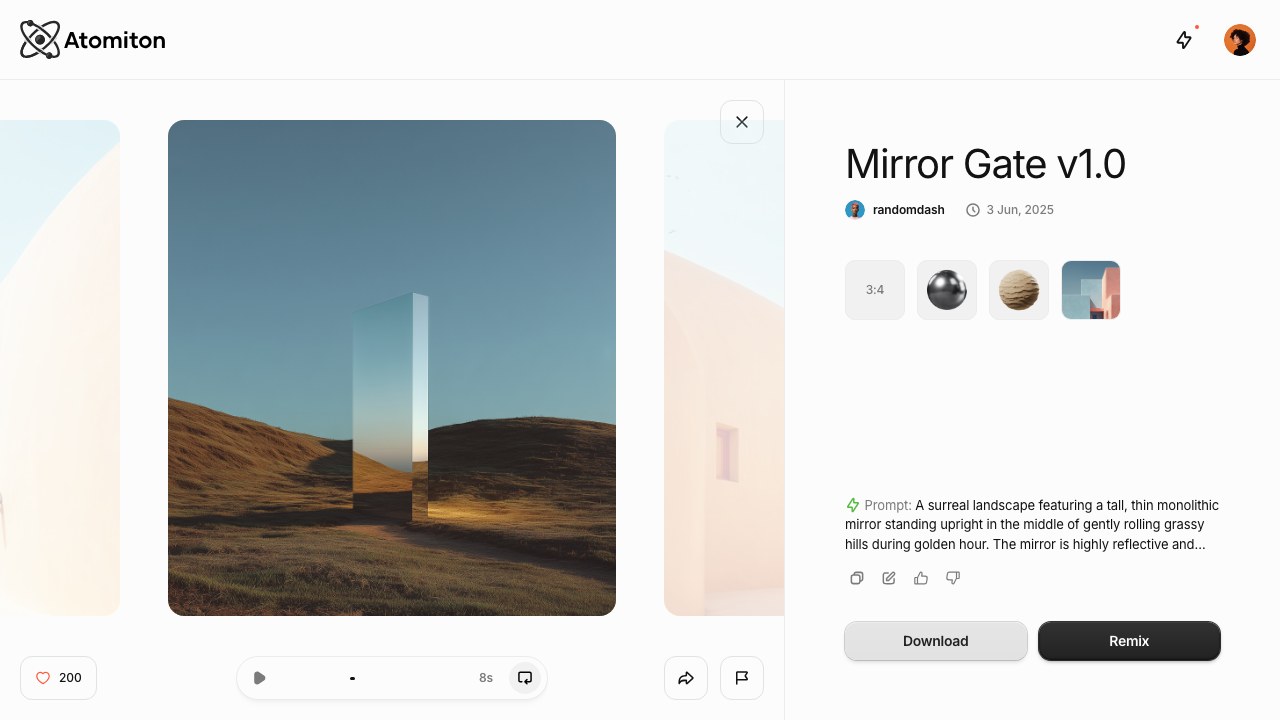 Atomiton
Mirror Gate v1.0
randomdash
3 Jun, 2025
3:4
Prompt: A surreal landscape featuring a tall, thin monolithic
mirror standing upright in the middle of gently rolling grassy
hills during golden hour. The mirror is highly reflective and...
Download
Remix
200
8s